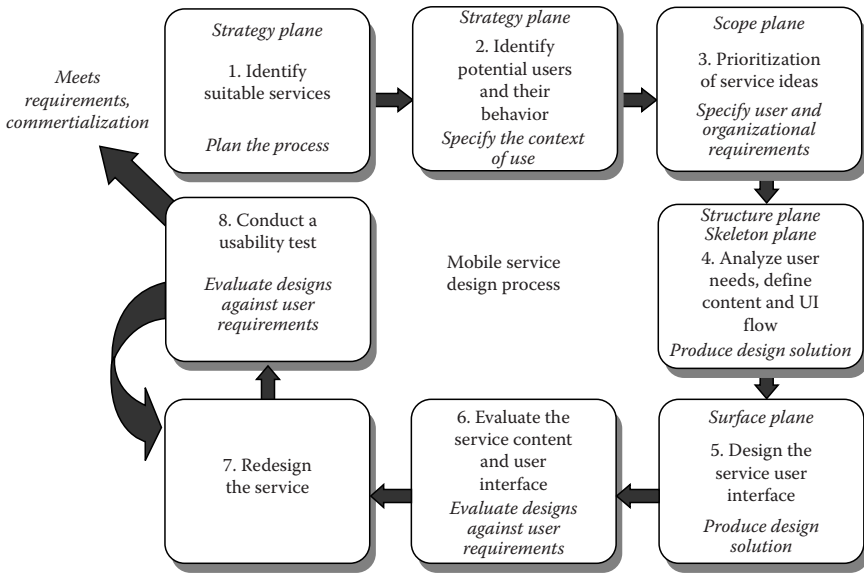 Strategy plane
1. Identify
suitable services
Plan the process
Strategy plane
2. Identify
potential users
and their
behavior
Specify the context
of use
Scope plane
3. Prioritization
of service ideas
Specify user and
organizational
requirements
Meets
requirements,
commertialization
8. Conduct a
usability test
Evaluate designs
against user
requirements
Mobile service
design process
Structure plane
Skeleton plane
4. Analyze user
needs, define
content and UI
flow
Produce design solution
7. Redesign
the service
6. Evaluate the
service content
and user
interface
Evaluate designs
against user
requirements
Surface plane
5. Design the
service user
interface
Produce design
solution